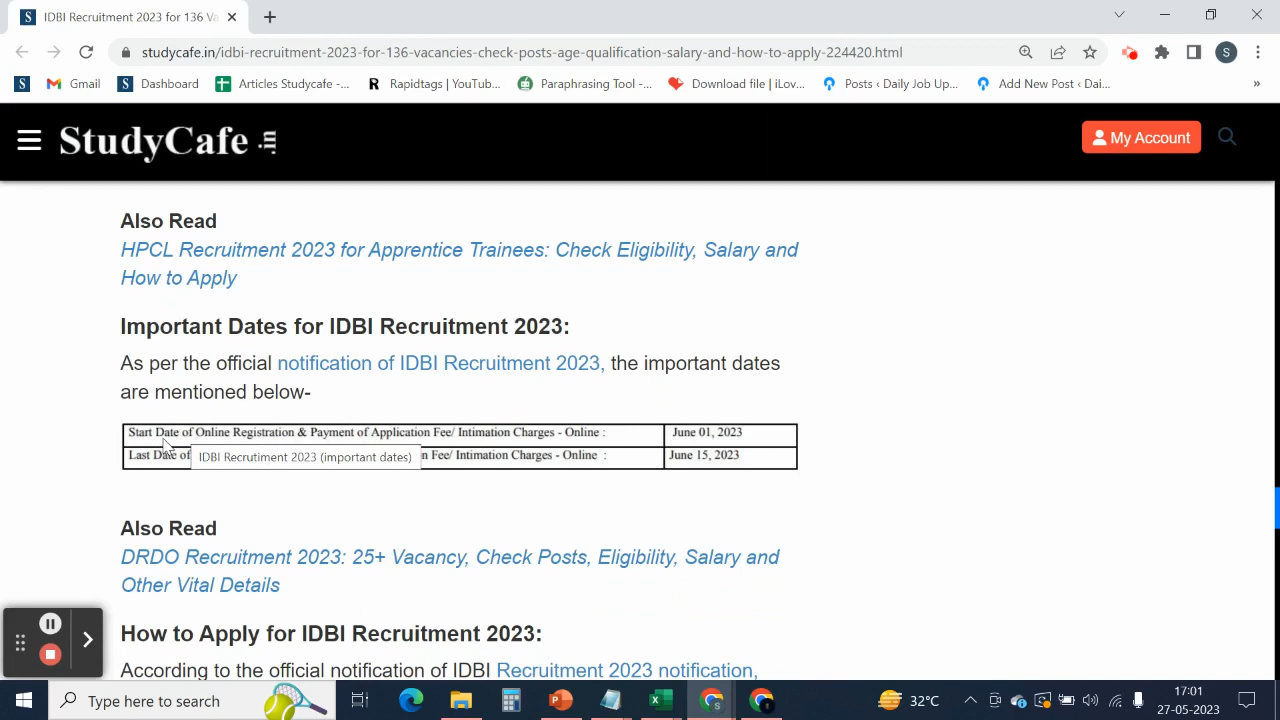 IDBI Recruitment 2023 for 136 Va
studycafe.in/idbi-recruitment-2023-for-136-vacancies-check-posts-age-qualification-salary-and-how-to-apply-224420.html
S
Gmail
Dashboard
Articles Studycafe -...
Rapidtags | YouTub...
Paraphrasing Tool -...
Download file | iLov...
Posts ‹ Daily Job Up...
Add New Post ‹ Dai...
»
StudyCafe .in
My Account
Also Read
HPCL Recruitment 2023 for Apprentice Trainees: Check Eligibility, Salary and
How to Apply
Important Dates for IDBI Recruitment 2023:
As per the official notification of IDBI Recruitment 2023, the important dates
are mentioned below-
Start Date of Online Registration & Payment of Application Fee/ Intimation Charges - Online : June 01, 2023
Last Date of n Fee/ Intimation Charges - Online : June 15, 2023
IDBI Recrutiment 2023 (important dates)
Also Read
DRDO Recruitment 2023: 25+ Vacancy, Check Posts, Eligibility, Salary and
Other Vital Details
How to Apply for IDBI Recruitment 2023:
According to the official notification of IDBI Recruitment 2023 notification,
Type here to search
32°C
17:01
27-05-2023